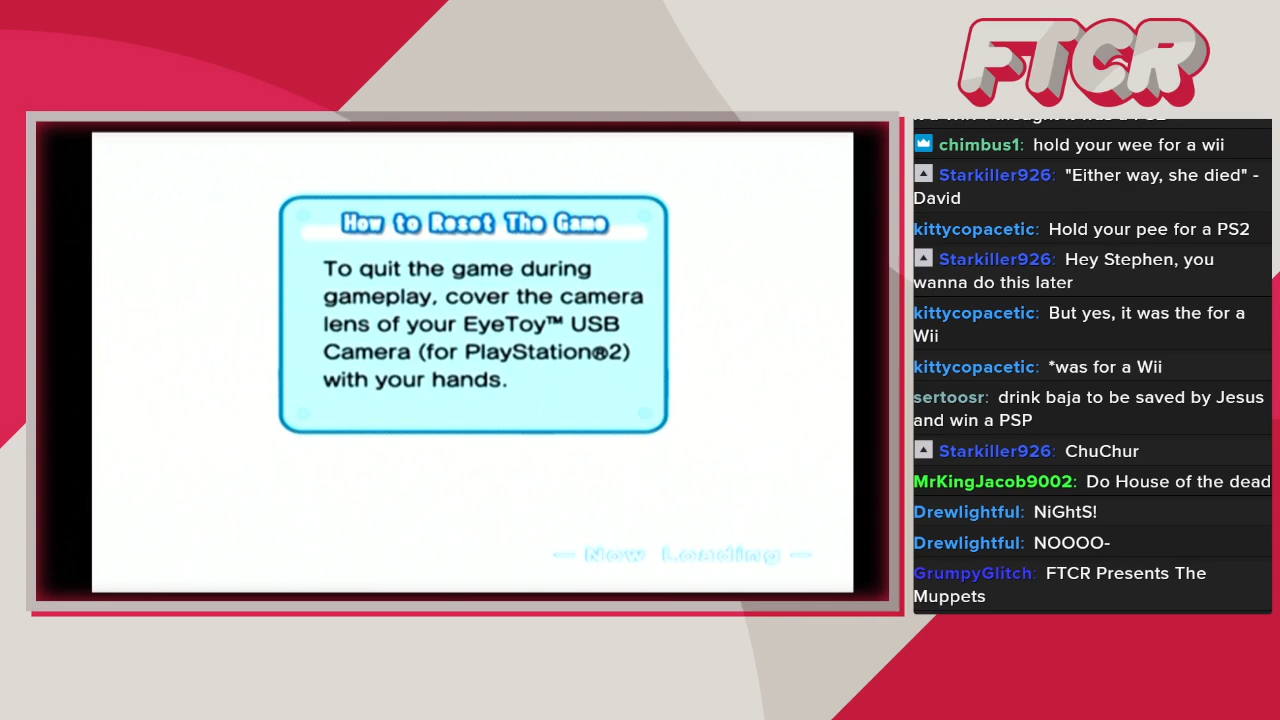 FTCR
How to Reset The Game
To quit the game during
gameplay, cover the camera
lens of your EyeToy™ USB
Camera (for PlayStation®2)
with your hands.
— Now Loading —
chimbus1: hold your wee for a wii
Starkiller926: "Either way, she died" -
David
kittycopacetic: Hold your pee for a PS2
Starkiller926: Hey Stephen, you
wanna do this later
kittycopacetic: But yes, it was the for a
Wii
kittycopacetic: *was for a Wii
sertoosr: drink baja to be saved by Jesus
and win a PSP
Starkiller926: ChuChur
MrKingJacob9002: Do House of the dead
Drewlightful: NiGhtS!
Drewlightful: NOOOO-
GrumpyGlitch: FTCR Presents The
Muppets